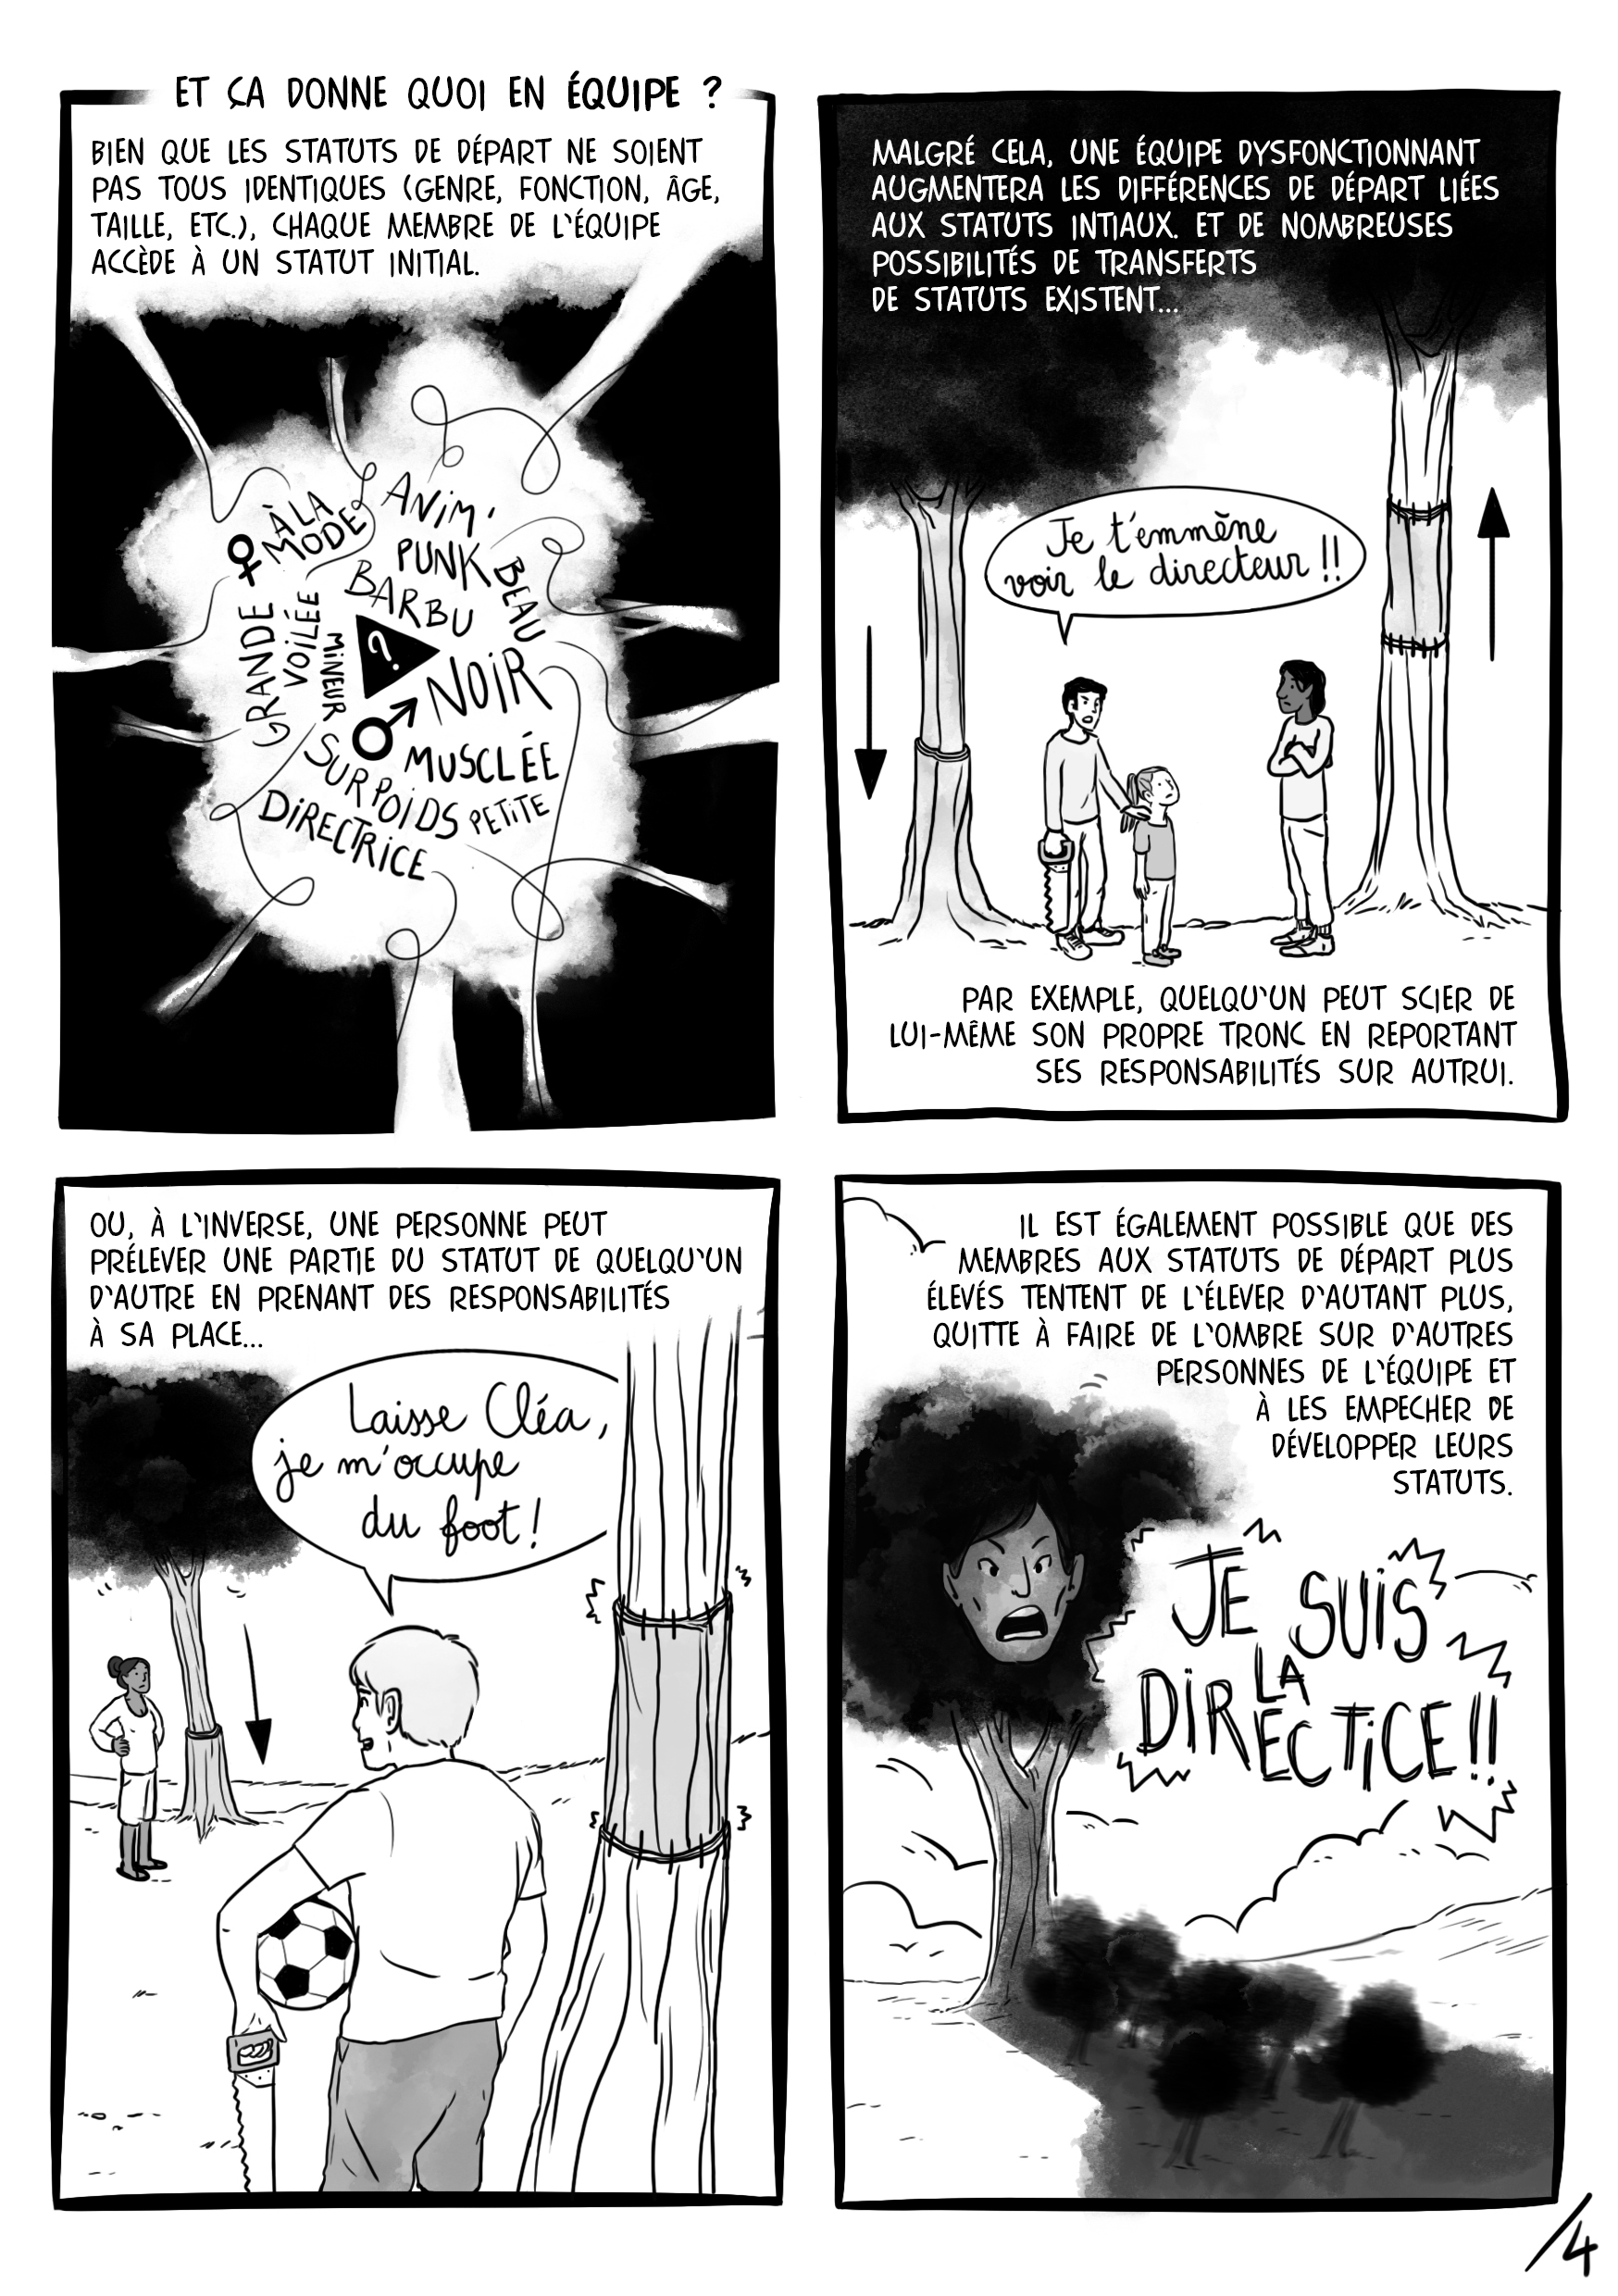 ET ÇA DONNE QUOI EN ÉQUIPE ?
BIEN QUE LES STATUTS DE DÉPART NE SOIENT
PAS TOUS IDENTIQUES (GENRE, FONCTION, ÂGE,
TAILLE, ETC.), CHAQUE MEMBRE DE L'ÉQUIPE
ACCÈDE À UN STATUT INITIAL.
♀
À LA
MODE
ANIM'
PUNK
BARBU
BEAU
GRANDE
VOILÉE
MINEUR
?
NOIR
♂
MUSCLÉE
SURPOIDS
PETITE
DIRECTRICE
MALGRÉ CELA, UNE ÉQUIPE DYSFONCTIONNANT
AUGMENTERA LES DIFFÉRENCES DE DÉPART LIÉES
AUX STATUTS INTIAUX. ET DE NOMBREUSES
POSSIBILITÉS DE TRANSFERTS
DE STATUTS EXISTENT...
Je t'emmène
voir le directeur !!
PAR EXEMPLE, QUELQU'UN PEUT SCIER DE
LUI-MÊME SON PROPRE TRONC EN REPORTANT
SES RESPONSABILITÉS SUR AUTRUI.
OU, À L'INVERSE, UNE PERSONNE PEUT
PRÉLEVER UNE PARTIE DU STATUT DE QUELQU'UN
D'AUTRE EN PRENANT DES RESPONSABILITÉS
À SA PLACE...
Laisse Cléa,
je m'occupe
du foot !
IL EST ÉGALEMENT POSSIBLE QUE DES
MEMBRES AUX STATUTS DE DÉPART PLUS
ÉLEVÉS TENTENT DE L'ÉLEVER D'AUTANT PLUS,
QUITTE À FAIRE DE L'OMBRE SUR D'AUTRES
PERSONNES DE L'ÉQUIPE ET
À LES EMPECHER DE
DÉVELOPPER LEURS
STATUTS.
JE SUIS
LA
DIRECTICE !!
/4